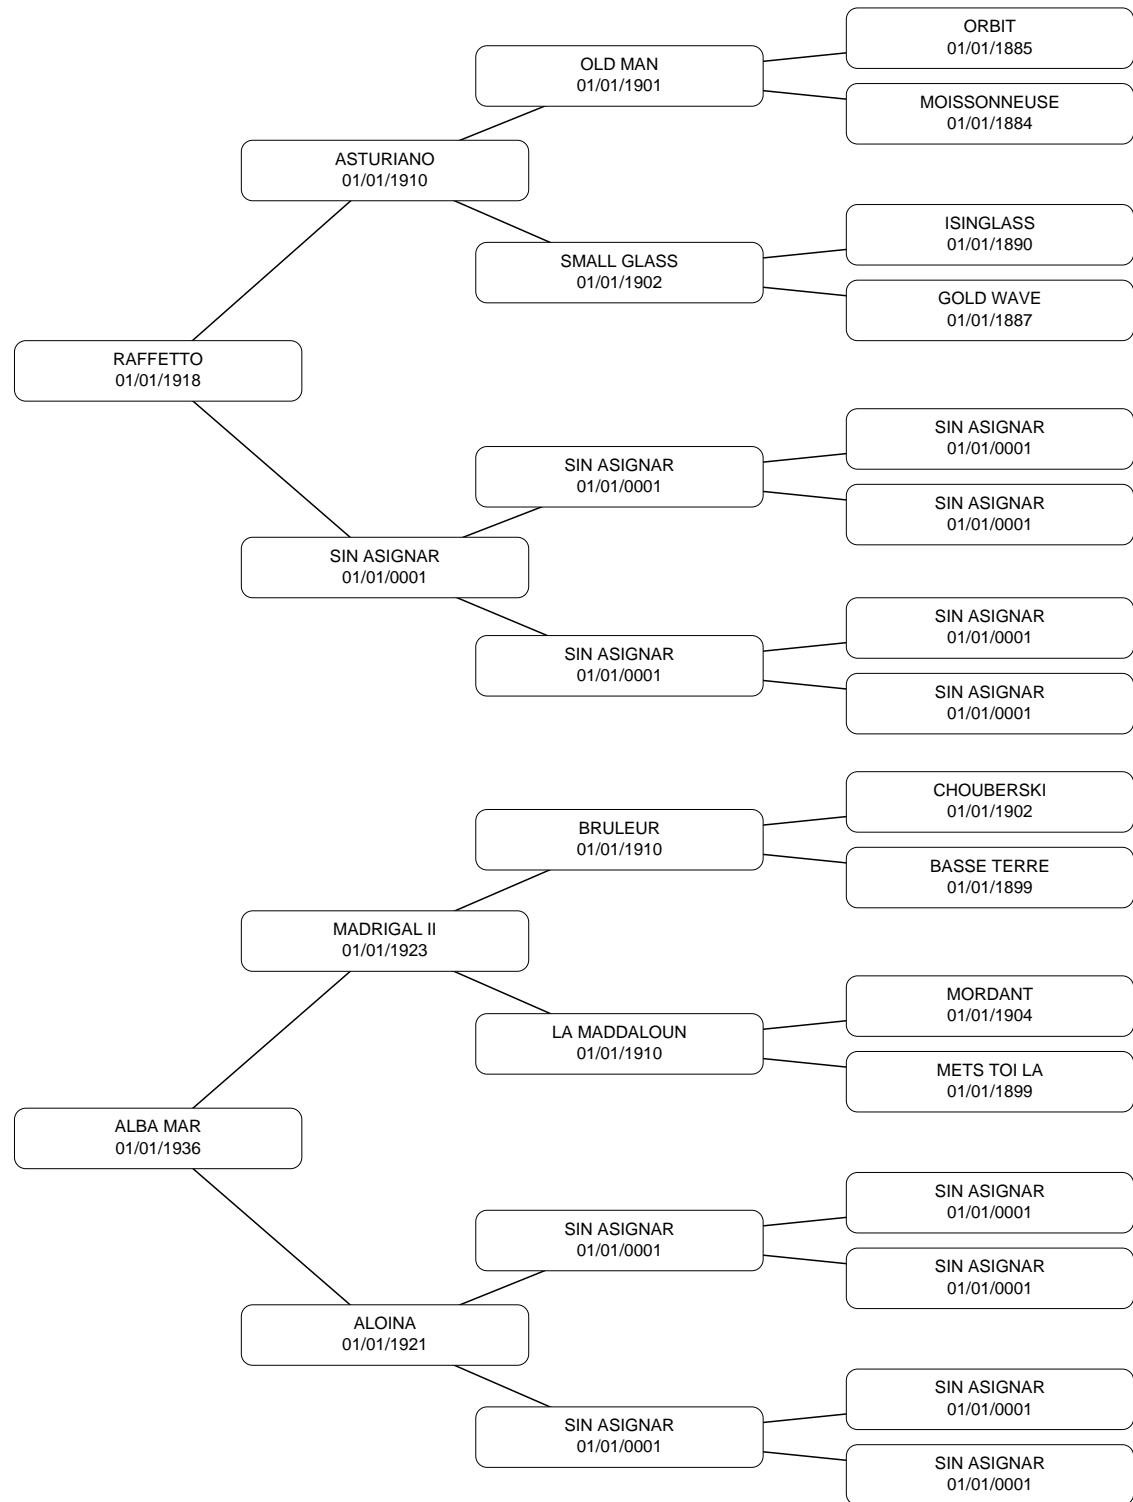 ORBIT
01/01/1885
OLD MAN
01/01/1901
MOISSONNEUSE
01/01/1884
ASTURIANO
01/01/1910
ISINGLASS
01/01/1890
SMALL GLASS
01/01/1902
GOLD WAVE
01/01/1887
RAFFETTO
01/01/1918
SIN ASIGNAR
01/01/0001
SIN ASIGNAR
01/01/0001
SIN ASIGNAR
01/01/0001
SIN ASIGNAR
01/01/0001
SIN ASIGNAR
01/01/0001
SIN ASIGNAR
01/01/0001
SIN ASIGNAR
01/01/0001
CHOUBERSKI
01/01/1902
BRULEUR
01/01/1910
BASSE TERRE
01/01/1899
MADRIGAL II
01/01/1923
MORDANT
01/01/1904
LA MADDALOUN
01/01/1910
METS TOI LA
01/01/1899
ALBA MAR
01/01/1936
SIN ASIGNAR
01/01/0001
SIN ASIGNAR
01/01/0001
SIN ASIGNAR
01/01/0001
ALOINA
01/01/1921
SIN ASIGNAR
01/01/0001
SIN ASIGNAR
01/01/0001
SIN ASIGNAR
01/01/0001